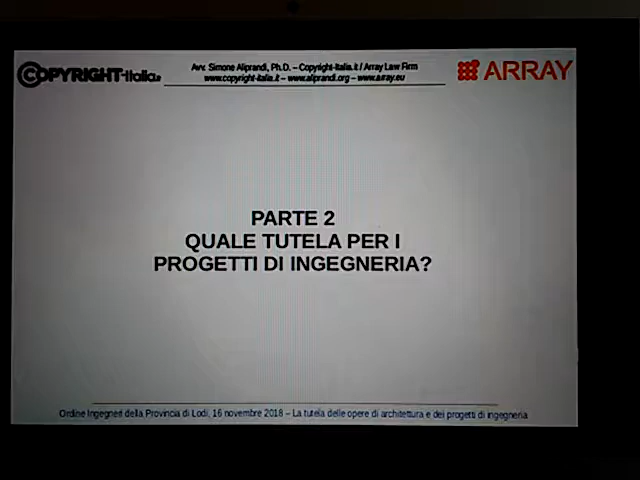 COPYRIGHT-Italia.it
Avv. Simone Aliprandi, Ph.D. – Copyright-Italia.it / Array Law Firm
www.copyright-italia.it – www.aliprandi.org – www.array.eu
ARRAY
PARTE 2
QUALE TUTELA PER I
PROGETTI DI INGEGNERIA?
Ordine Ingegneri della Provincia di Lodi, 16 novembre 2018 – La tutela delle opere di architettura e dei progetti di ingegneria